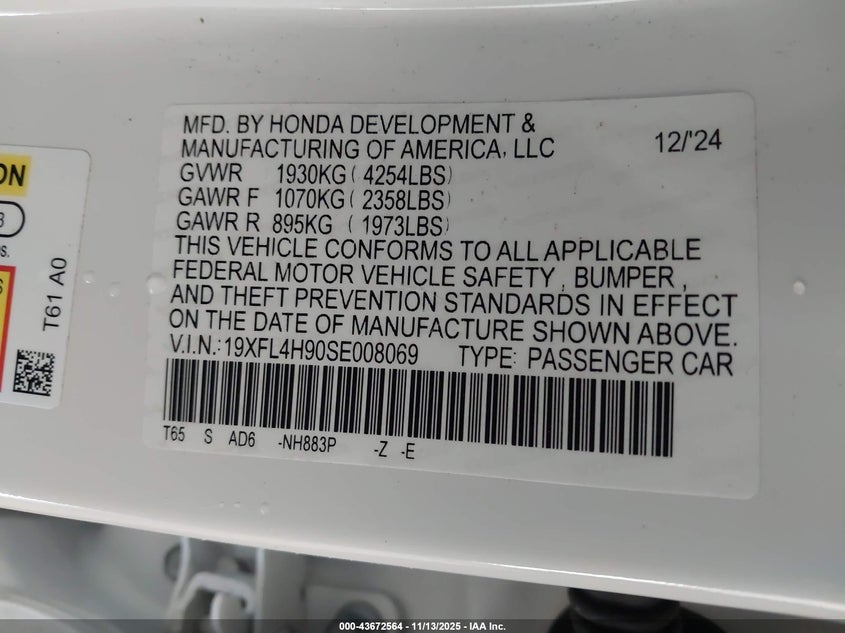 MFD. BY HONDA DEVELOPMENT &
MANUFACTURING OF AMERICA, LLC
12/'24
GVWR 1930KG ( 4254LBS)
GAWR F 1070KG ( 2358LBS)
GAWR R 895KG ( 1973LBS)
THIS VEHICLE CONFORMS TO ALL APPLICABLE
FEDERAL MOTOR VEHICLE SAFETY , BUMPER ,
AND THEFT PREVENTION STANDARDS IN EFFECT
ON THE DATE OF MANUFACTURE SHOWN ABOVE.
V.I.N.:19XFL4H90SE008069 TYPE: PASSENGER CAR
T65 S AD6 -NH883P -Z -E
T61 A0
000-43672564 - 11/13/2025 - IAA Inc.